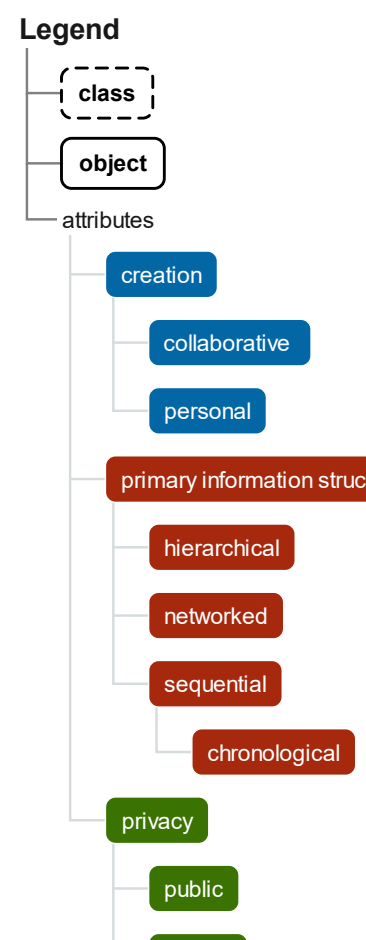 Legend
class
object
attributes
creation
collaborative
personal
primary information struc
hierarchical
networked
sequential
chronological
privacy
public